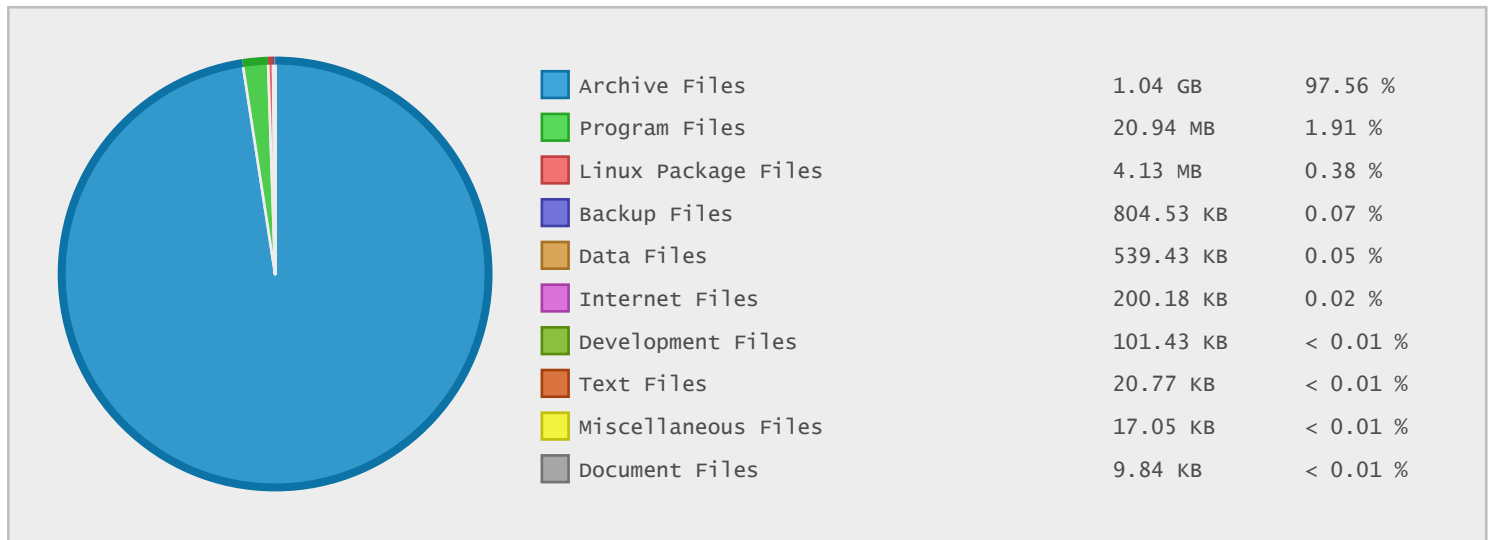 Archive Files 1.04 GB 97.56 %
Program Files 20.94 MB 1.91 %
Linux Package Files 4.13 MB 0.38 %
Backup Files 804.53 KB 0.07 %
Data Files 539.43 KB 0.05 %
Internet Files 200.18 KB 0.02 %
Development Files 101.43 KB < 0.01 %
Text Files 20.77 KB < 0.01 %
Miscellaneous Files 17.05 KB < 0.01 %
Document Files 9.84 KB < 0.01 %